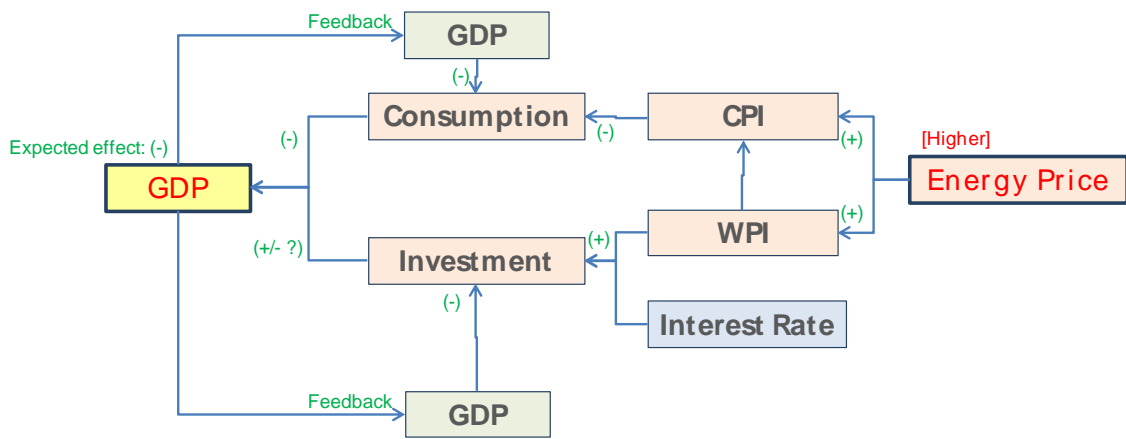 Feedback
GDP
(-)
Consumption
(-)
CPI
(+)
[Higher]
Energy Price
(-)
Expected effect: (-)
GDP
(+)
WPI
(+/- ?)
(+)
Investment
(-)
Interest Rate
Feedback
GDP